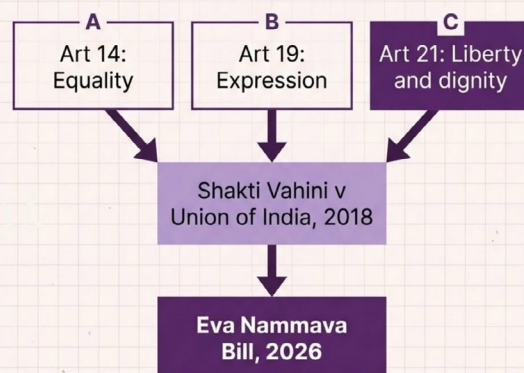 A
Art 14:
Equality
B
Art 19:
Expression
C
Art 21: Liberty
and dignity
Shakti Vahini v
Union of India, 2018
Eva Nammava
Bill, 2026